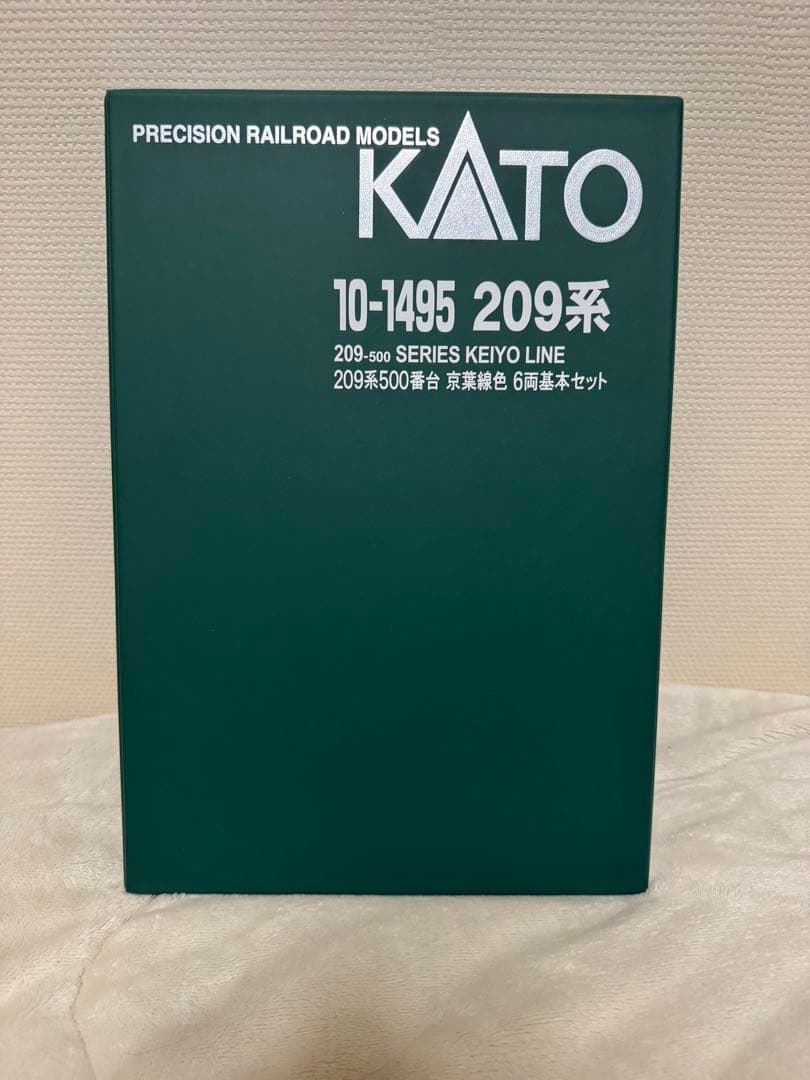 PRECISION RAILROAD MODELS
KATO
10-1495 209系
209-500 SERIES KEIYO LINE
209系500番台 京葉線色 6両基本セット